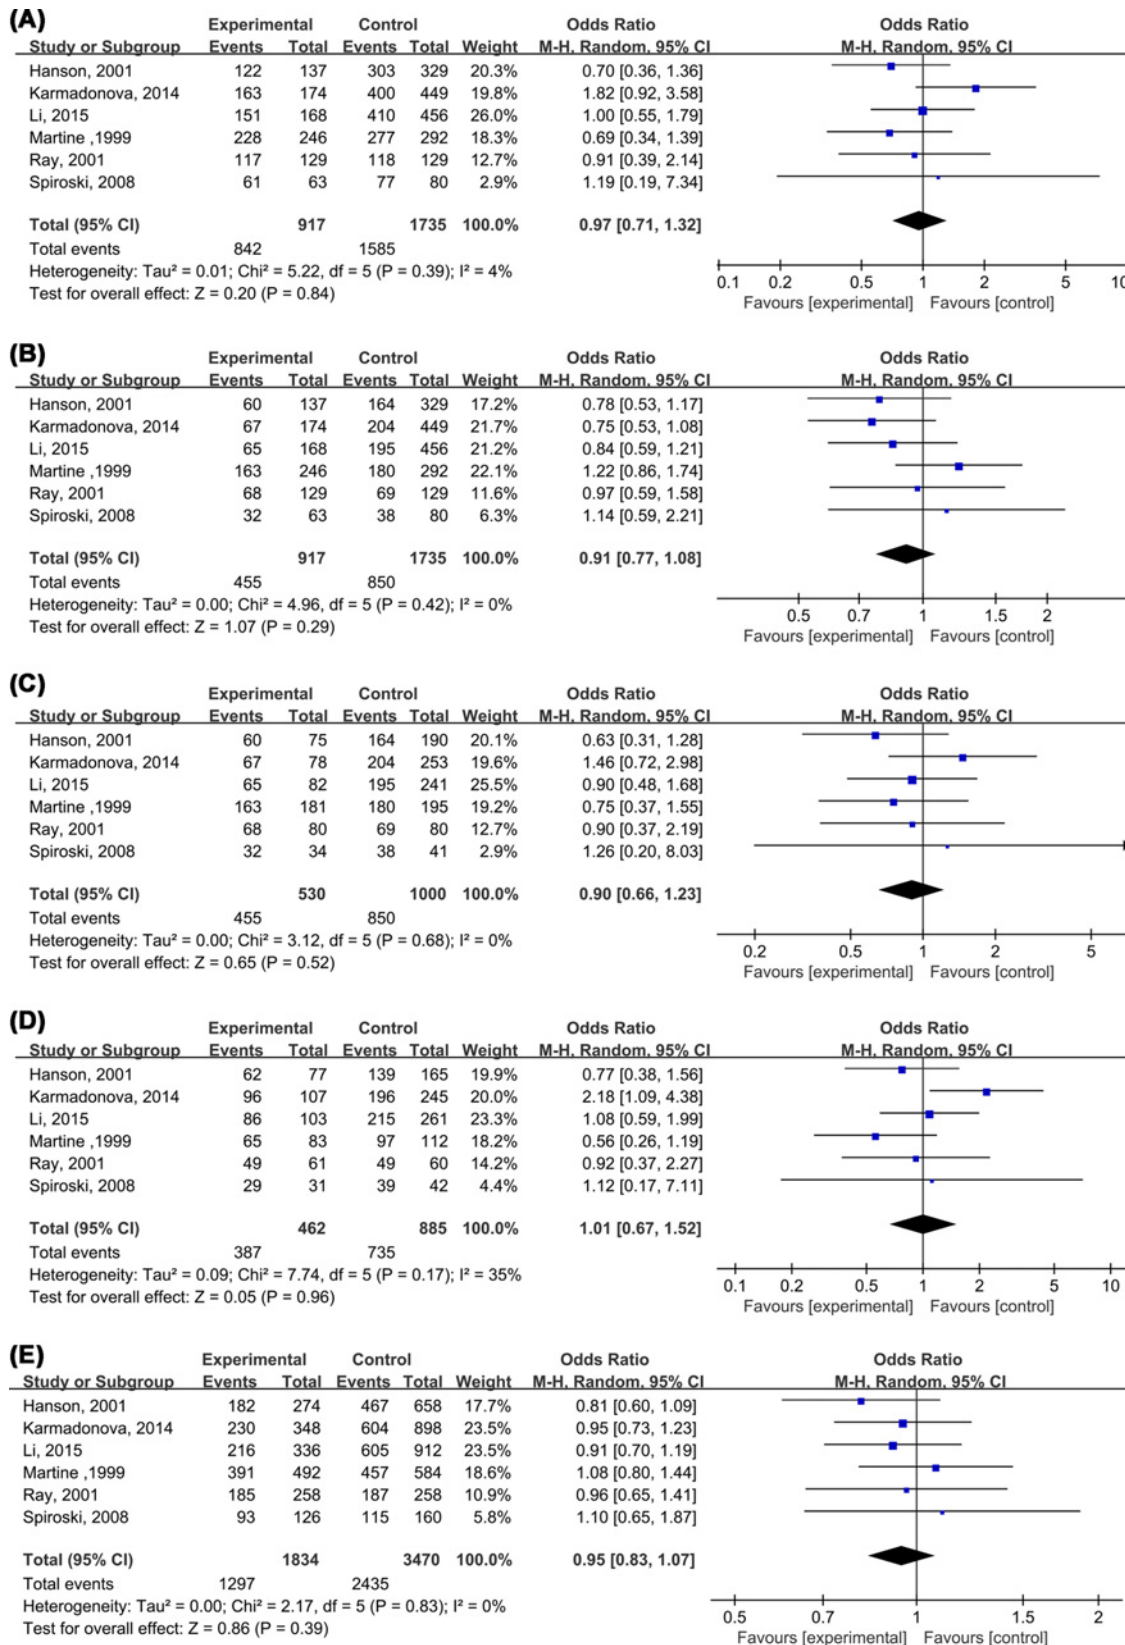 (A)
Experimental Control Odds Ratio Odds Ratio
Study or Subgroup Events Total Events Total Weight M-H, Random, 95% CI M-H, Random, 95% CI
Hanson, 2001 122 137 303 329 20.3% 0.70 [0.36, 1.36]
Karmadonova, 2014 163 174 400 449 19.8% 1.82 [0.92, 3.58]
Li, 2015 151 168 410 456 26.0% 1.00 [0.55, 1.79]
Martine ,1999 228 246 277 292 18.3% 0.69 [0.34, 1.39]
Ray, 2001 117 129 118 129 12.7% 0.91 [0.39, 2.14]
Spiroski, 2008 61 63 77 80 2.9% 1.19 [0.19, 7.34]
Total (95% CI) 917 1735 100.0% 0.97 [0.71, 1.32]
Total events 842 1585
Heterogeneity: Tau² = 0.01; Chi² = 5.22, df = 5 (P = 0.39); I² = 4%
Test for overall effect: Z = 0.20 (P = 0.84)
0.1 0.2 0.5 1 2 5 10
Favours [experimental] Favours [control]
(B)
Experimental Control Odds Ratio Odds Ratio
Study or Subgroup Events Total Events Total Weight M-H, Random, 95% CI M-H, Random, 95% CI
Hanson, 2001 60 137 164 329 17.2% 0.78 [0.53, 1.17]
Karmadonova, 2014 67 174 204 449 21.7% 0.75 [0.53, 1.08]
Li, 2015 65 168 195 456 21.2% 0.84 [0.59, 1.21]
Martine ,1999 163 246 180 292 22.1% 1.22 [0.86, 1.74]
Ray, 2001 68 129 69 129 11.6% 0.97 [0.59, 1.58]
Spiroski, 2008 32 63 38 80 6.3% 1.14 [0.59, 2.21]
Total (95% CI) 917 1735 100.0% 0.91 [0.77, 1.08]
Total events 455 850
Heterogeneity: Tau² = 0.00; Chi² = 4.96, df = 5 (P = 0.42); I² = 0%
Test for overall effect: Z = 1.07 (P = 0.29)
0.5 0.7 1 1.5 2
Favours [experimental] Favours [control]
(C)
Experimental Control Odds Ratio Odds Ratio
Study or Subgroup Events Total Events Total Weight M-H, Random, 95% CI M-H, Random, 95% CI
Hanson, 2001 60 75 164 190 20.1% 0.63 [0.31, 1.28]
Karmadonova, 2014 67 78 204 253 19.6% 1.46 [0.72, 2.98]
Li, 2015 65 82 195 241 25.5% 0.90 [0.48, 1.68]
Martine ,1999 163 181 180 195 19.2% 0.75 [0.37, 1.55]
Ray, 2001 68 80 69 80 12.7% 0.90 [0.37, 2.19]
Spiroski, 2008 32 34 38 41 2.9% 1.26 [0.20, 8.03]
Total (95% CI) 530 1000 100.0% 0.90 [0.66, 1.23]
Total events 455 850
Heterogeneity: Tau² = 0.00; Chi² = 3.12, df = 5 (P = 0.68); I² = 0%
Test for overall effect: Z = 0.65 (P = 0.52)
0.2 0.5 1 2 5
Favours [experimental] Favours [control]
(D)
Experimental Control Odds Ratio Odds Ratio
Study or Subgroup Events Total Events Total Weight M-H, Random, 95% CI M-H, Random, 95% CI
Hanson, 2001 62 77 139 165 19.9% 0.77 [0.38, 1.56]
Karmadonova, 2014 96 107 196 245 20.0% 2.18 [1.09, 4.38]
Li, 2015 86 103 215 261 23.3% 1.08 [0.59, 1.99]
Martine ,1999 65 83 97 112 18.2% 0.56 [0.26, 1.19]
Ray, 2001 49 61 49 60 14.2% 0.92 [0.37, 2.27]
Spiroski, 2008 29 31 39 42 4.4% 1.12 [0.17, 7.11]
Total (95% CI) 462 885 100.0% 1.01 [0.67, 1.52]
Total events 387 735
Heterogeneity: Tau² = 0.09; Chi² = 7.74, df = 5 (P = 0.17); I² = 35%
Test for overall effect: Z = 0.05 (P = 0.96)
0.1 0.2 0.5 1 2 5 10
Favours [experimental] Favours [control]
(E)
Experimental Control Odds Ratio Odds Ratio
Study or Subgroup Events Total Events Total Weight M-H, Random, 95% CI M-H, Random, 95% CI
Hanson, 2001 182 274 467 658 17.7% 0.81 [0.60, 1.09]
Karmadonova, 2014 230 348 604 898 23.5% 0.95 [0.73, 1.23]
Li, 2015 216 336 605 912 23.5% 0.91 [0.70, 1.19]
Martine ,1999 391 492 457 584 18.6% 1.08 [0.80, 1.44]
Ray, 2001 185 258 187 258 10.9% 0.96 [0.65, 1.41]
Spiroski, 2008 93 126 115 160 5.8% 1.10 [0.65, 1.87]
Total (95% CI) 1834 3470 100.0% 0.95 [0.83, 1.07]
Total events 1297 2435
Heterogeneity: Tau² = 0.00; Chi² = 2.17, df = 5 (P = 0.83); I² = 0%
Test for overall effect: Z = 0.86 (P = 0.39)
0.5 0.7 1 1.5 2
Favours [experimental] Favours [control]